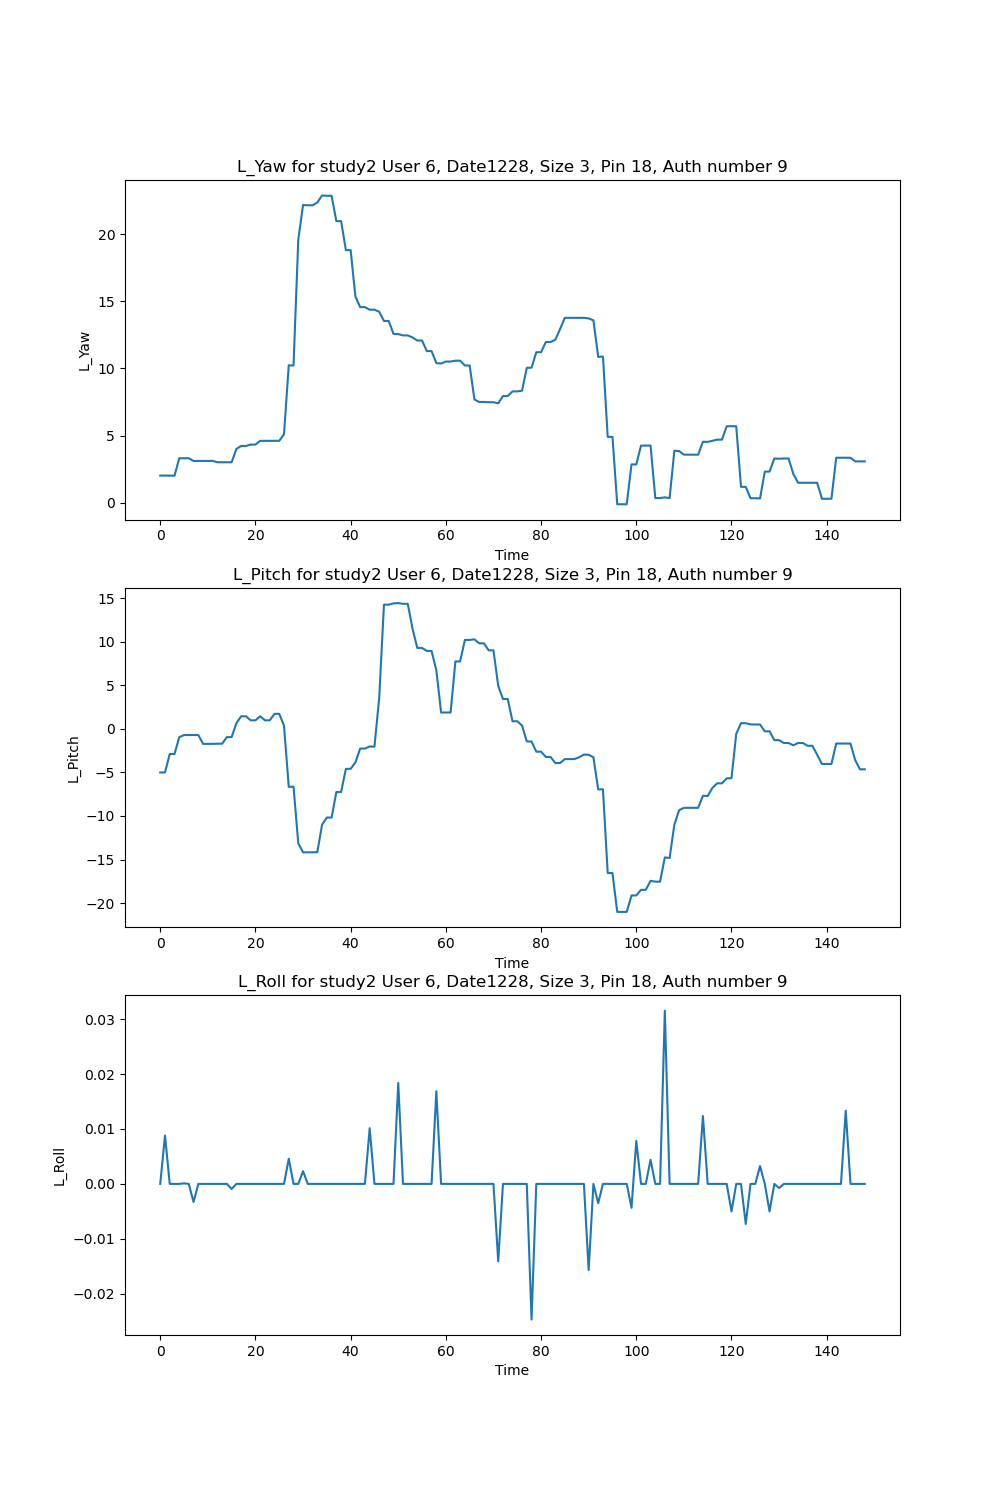 L_Yaw for study2 User 6, Date1228, Size 3, Pin 18, Auth number 9
20
15
10
5
0
L_Yaw
0 20 40 60 80 100 120 140
Time
L_Pitch for study2 User 6, Date1228, Size 3, Pin 18, Auth number 9
15
10
5
0
−5
−10
−15
−20
L_Pitch
0 20 40 60 80 100 120 140
Time
L_Roll for study2 User 6, Date1228, Size 3, Pin 18, Auth number 9
0.03
0.02
0.01
0.00
−0.01
−0.02
L_Roll
0 20 40 60 80 100 120 140
Time